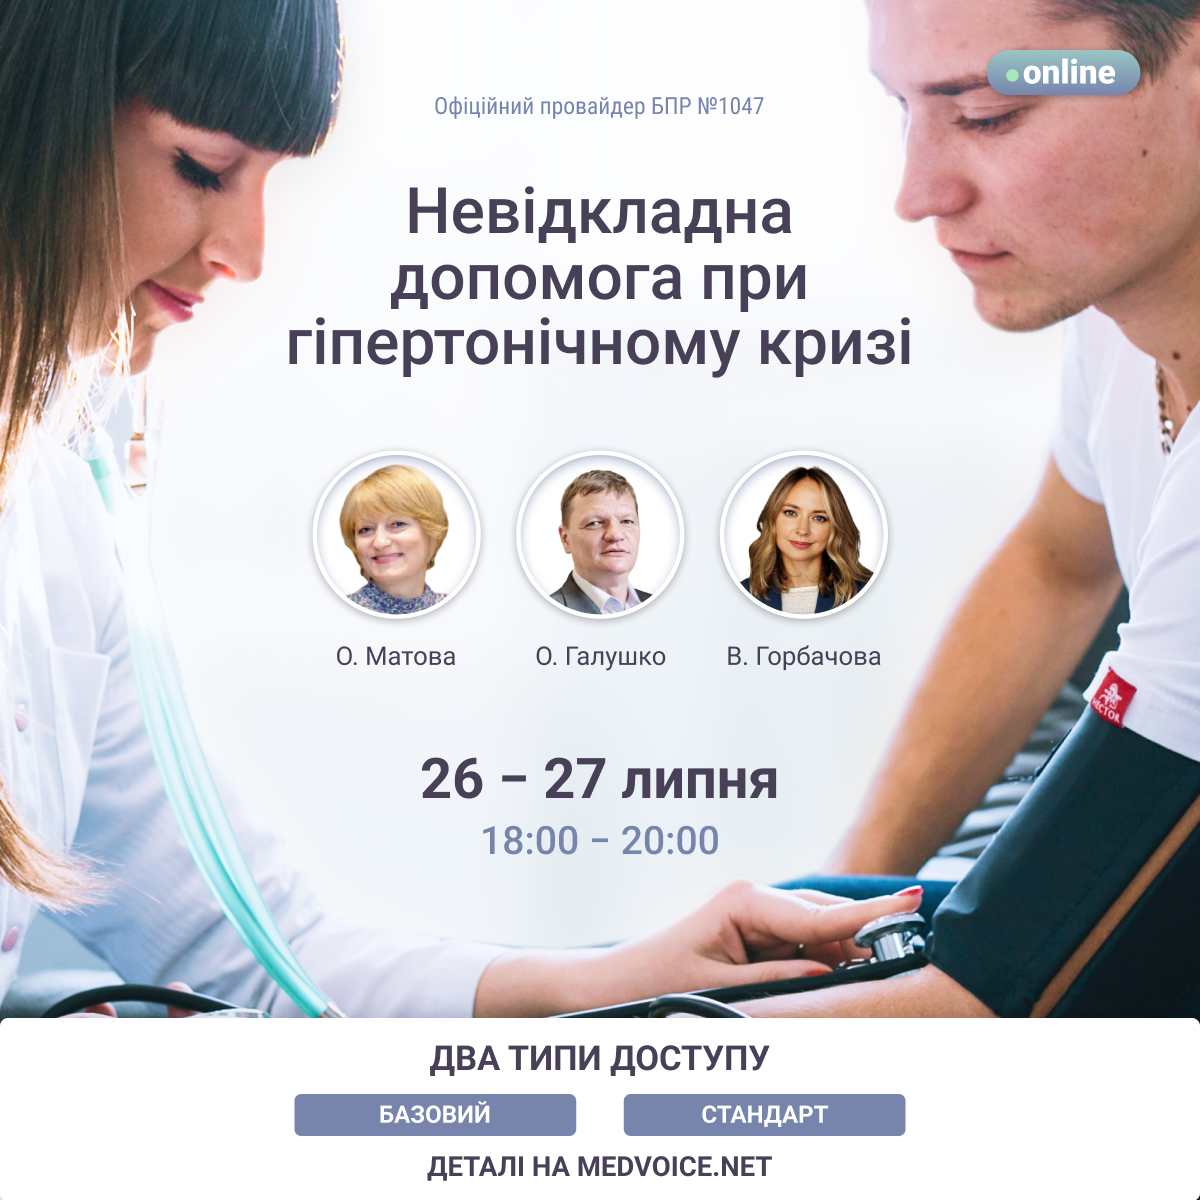 online
Офіційний провайдер БПР №1047
Невідкладна
допомога при
гіпертонічному кризі
О. Матова
О. Галушко
В. Горбачова
26 – 27 липня
18:00 – 20:00
ДВА ТИПИ ДОСТУПУ
БАЗОВИЙ
СТАНДАРТ
ДЕТАЛІ НА MEDVOICE.NET